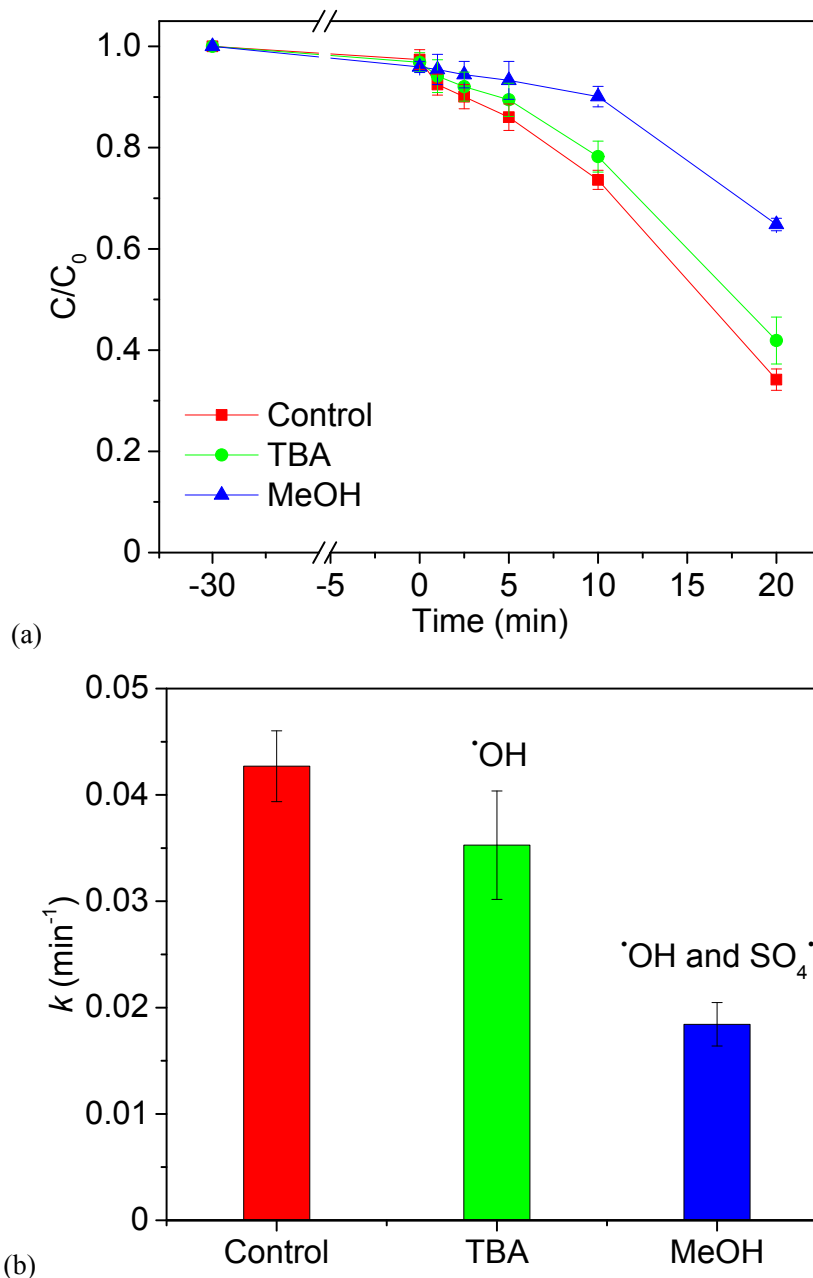 1.0
0.8
0.6
0.4
0.2
0
C/C₀
Control
TBA
MeOH
-30 -5 0 5 10 15 20
Time (min)
(a)
0.05
0.04
0.03
0.02
0.01
0
k (min⁻¹)
•OH
•OH and SO₄•
Control TBA MeOH
(b)